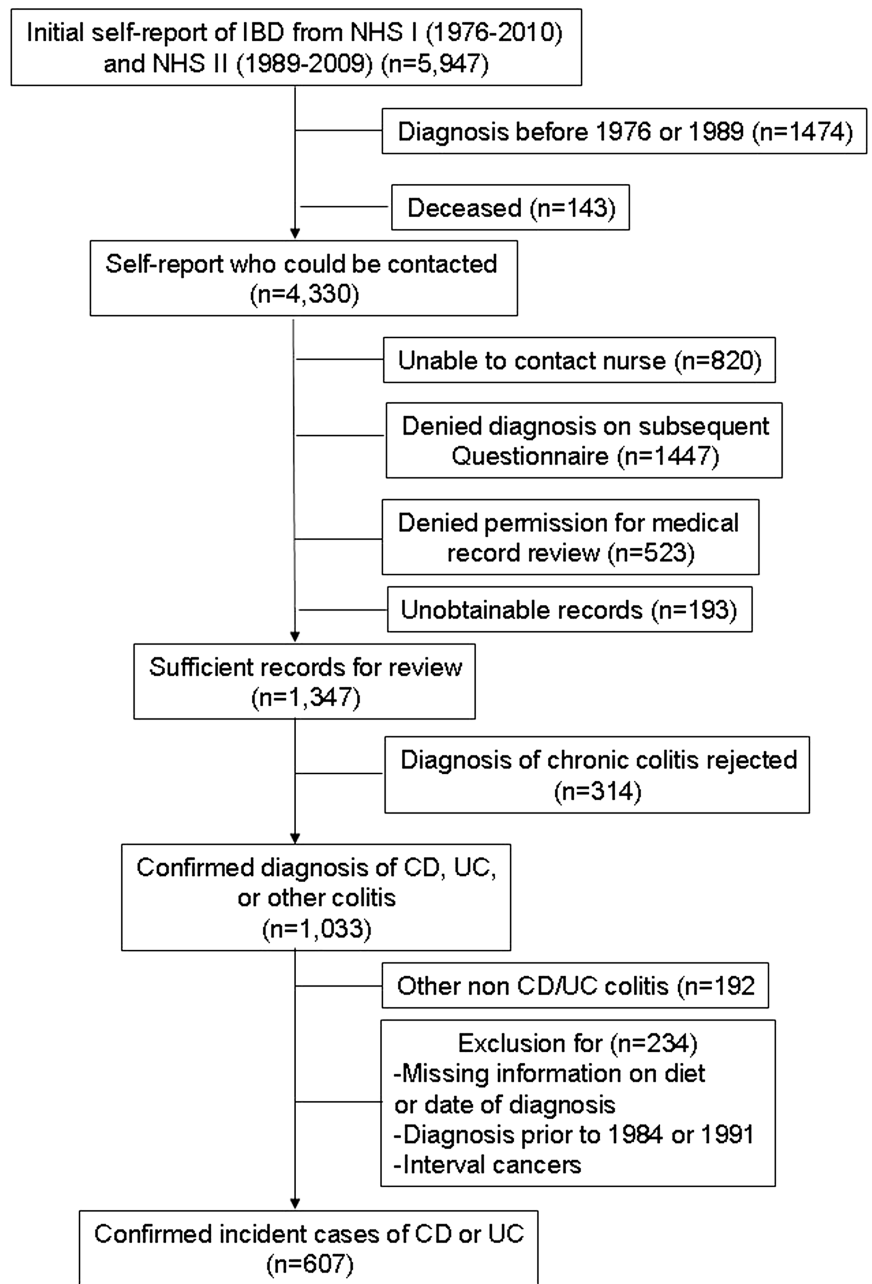 Initial self-report of IBD from NHS I (1976-2010)
and NHS II (1989-2009) (n=5,947)
Diagnosis before 1976 or 1989 (n=1474)
Deceased (n=143)
Self-report who could be contacted
(n=4,330)
Unable to contact nurse (n=820)
Denied diagnosis on subsequent
Questionnaire (n=1447)
Denied permission for medical
record review (n=523)
Unobtainable records (n=193)
Sufficient records for review
(n=1,347)
Diagnosis of chronic colitis rejected
(n=314)
Confirmed diagnosis of CD, UC,
or other colitis
(n=1,033)
Other non CD/UC colitis (n=192
Exclusion for (n=234)
-Missing information on diet
or date of diagnosis
-Diagnosis prior to 1984 or 1991
-Interval cancers
Confirmed incident cases of CD or UC
(n=607)